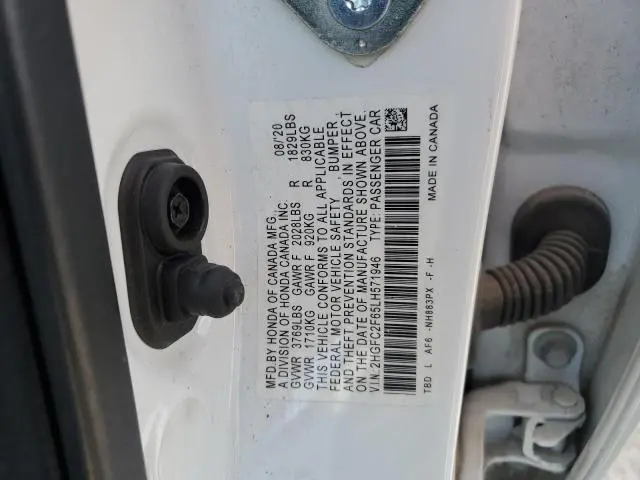 MFD. BY HONDA OF CANADA MFG. 08/20
A DIVISION OF HONDA CANADA INC.
GVWR 3769LBS GAWR F 2028LBS R 1829LBS
GVWR 1710KG GAWR F 920KG R 830KG
THIS VEHICLE CONFORMS TO ALL APPLICABLE
FEDERAL MOTOR VEHICLE SAFETY, BUMPER,
AND THEFT PREVENTION STANDARDS IN EFFECT
ON THE DATE OF MANUFACTURE SHOWN ABOVE.
V.I.N.:2HGFC2F65LH571946 TYPE:PASSENGER CAR
TBD L AF6 -NH883PX -F -H MADE IN CANADA